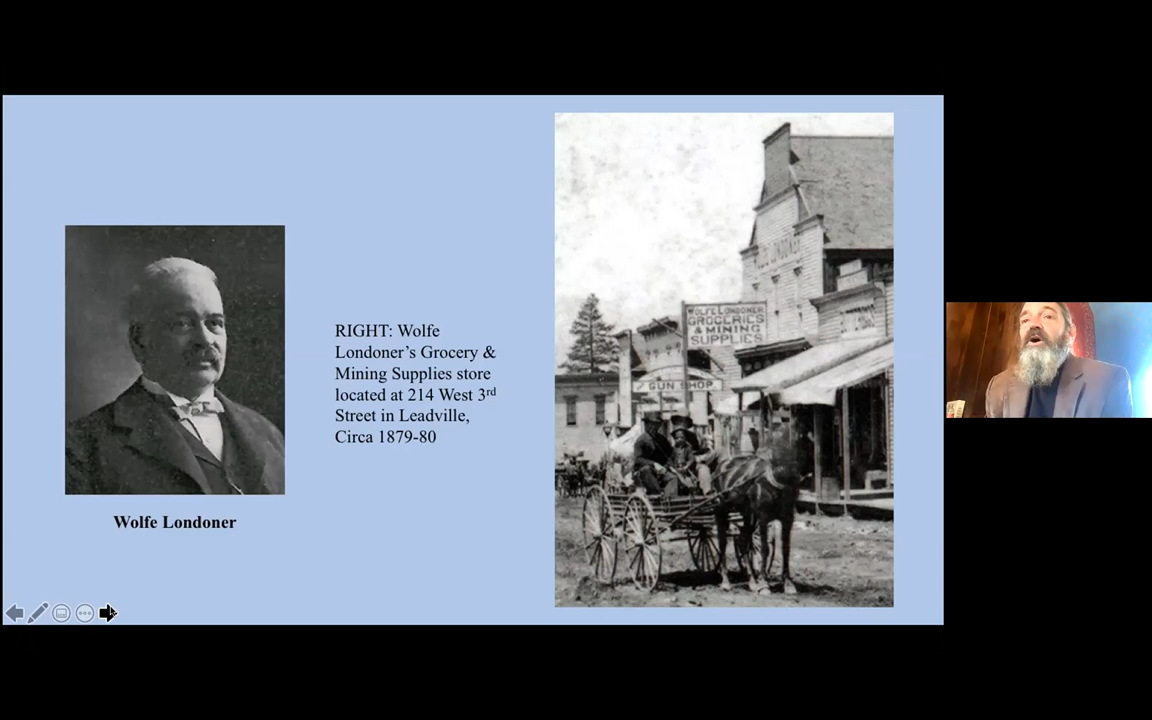 RIGHT: Wolfe
Londoner’s Grocery &
Mining Supplies store
located at 214 West 3rd
Street in Leadville,
Circa 1879-80
Wolfe Londoner
WOLFE LONDONER
GROCERIES
& MINING
SUPPLIES
GUN SHOP